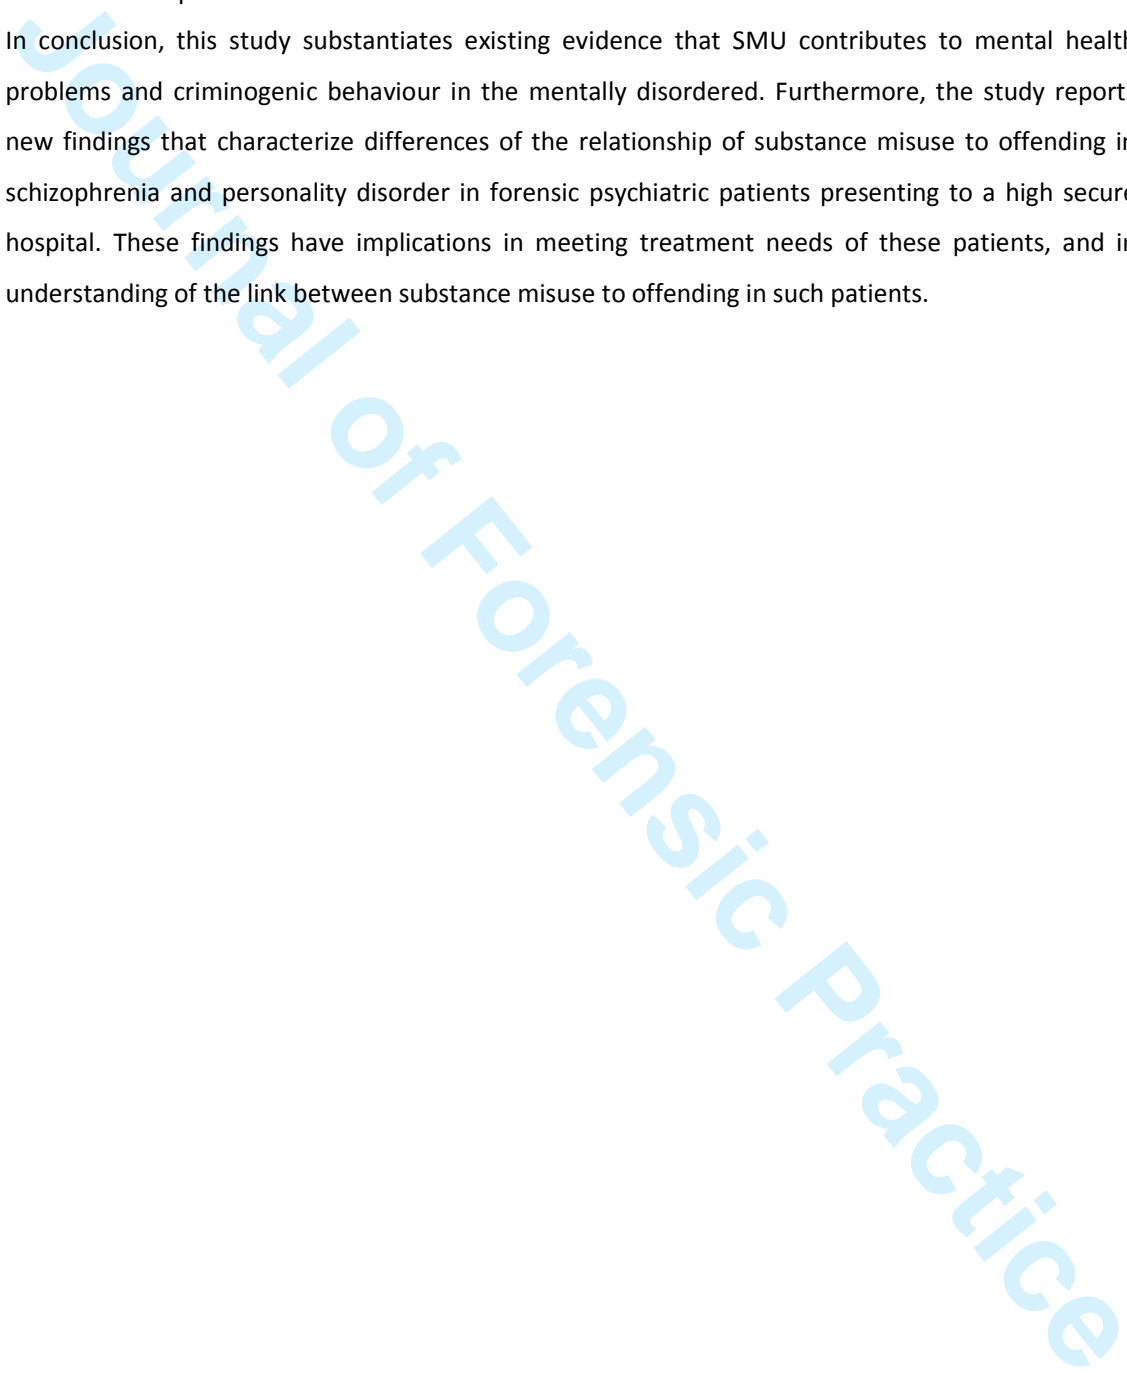 In conclusion, this study substantiates existing evidence that SMU contributes to mental health
problems and criminogenic behaviour in the mentally disordered. Furthermore, the study report
new findings that characterize differences of the relationship of substance misuse to offending in
schizophrenia and personality disorder in forensic psychiatric patients presenting to a high secure
hospital. These findings have implications in meeting treatment needs of these patients, and in
understanding of the link between substance misuse to offending in such patients.
Journal of Forensic Practice